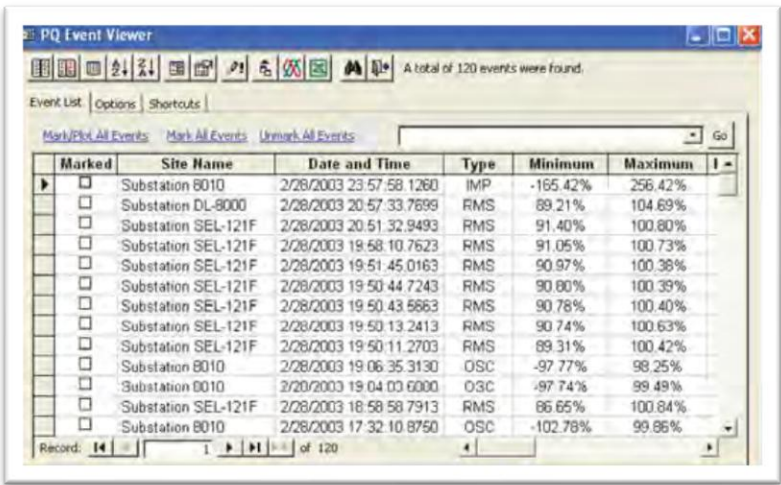 PQ Event Viewer
A total of 120 events were found.
Event List Options Shortcuts
Mark/Plot All Events Mark All Events Unmark All Events Go
Marked Site Name Date and Time Type Minimum Maximum
Substation 8010 2/28/2003 23:57:58.1260 IMP -165.42% 256.42%
Substation DL-8000 2/28/2003 20:57:33.7699 RMS 89.21% 104.69%
Substation SEL-121F 2/28/2003 20:51:32.9493 RMS 91.40% 100.80%
Substation SEL-121F 2/28/2003 19:58:10.7623 RMS 91.05% 100.73%
Substation SEL-121F 2/28/2003 19:51:45.0163 RMS 90.97% 100.38%
Substation SEL-121F 2/28/2003 19:50:44.7243 RMS 90.80% 100.39%
Substation SEL-121F 2/28/2003 19:50:43.5663 RMS 90.78% 100.40%
Substation SEL-121F 2/28/2003 19:50:13.2413 RMS 90.74% 100.63%
Substation SEL-121F 2/28/2003 19:50:11.2703 RMS 89.31% 100.42%
Substation 8010 2/28/2003 19:06:35.3130 OSC -97.77% 98.25%
Substation 8010 2/28/2003 19:04:03.6000 OSC -97.74% 99.49%
Substation SEL-121F 2/28/2003 18:58:58.7913 RMS 86.65% 100.84%
Substation 8010 2/28/2003 17:32:10.8750 OSC -102.78% 99.86%
Record: 1 of 120